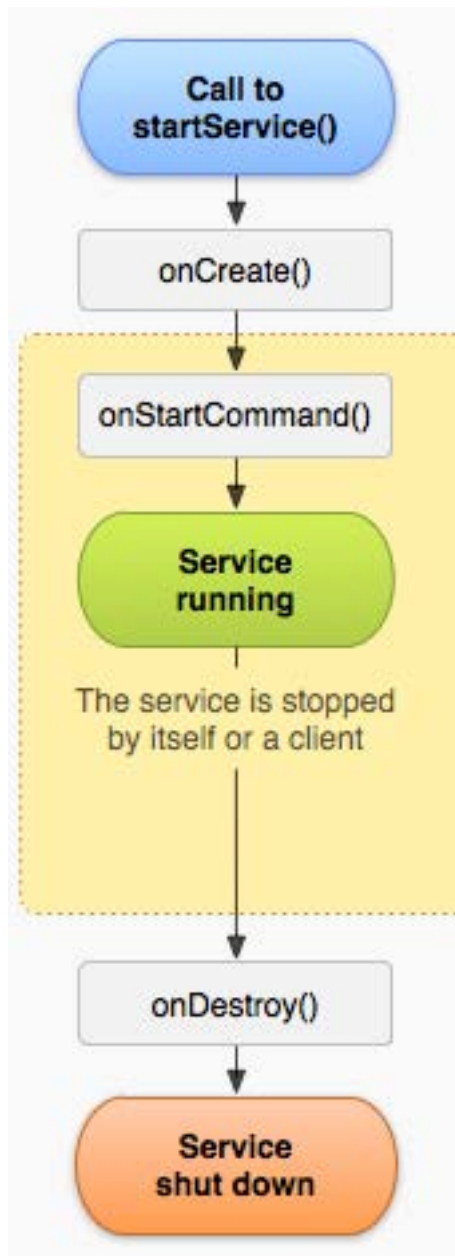 Call to
startService()
onCreate()
onStartCommand()
Service
running
The service is stopped
by itself or a client
onDestroy()
Service
shut down